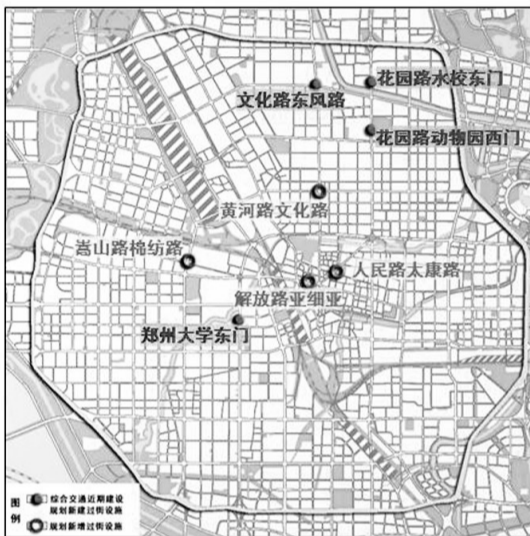 花园路水校东门
文化路东风路
花园路动物园西门
黄河路文化路
嵩山路棉纺路
人民路太康路
解放路亚细亚
郑州大学东门
图例
综合交通近期建设
规划新建过街设施
规划新增过街设施